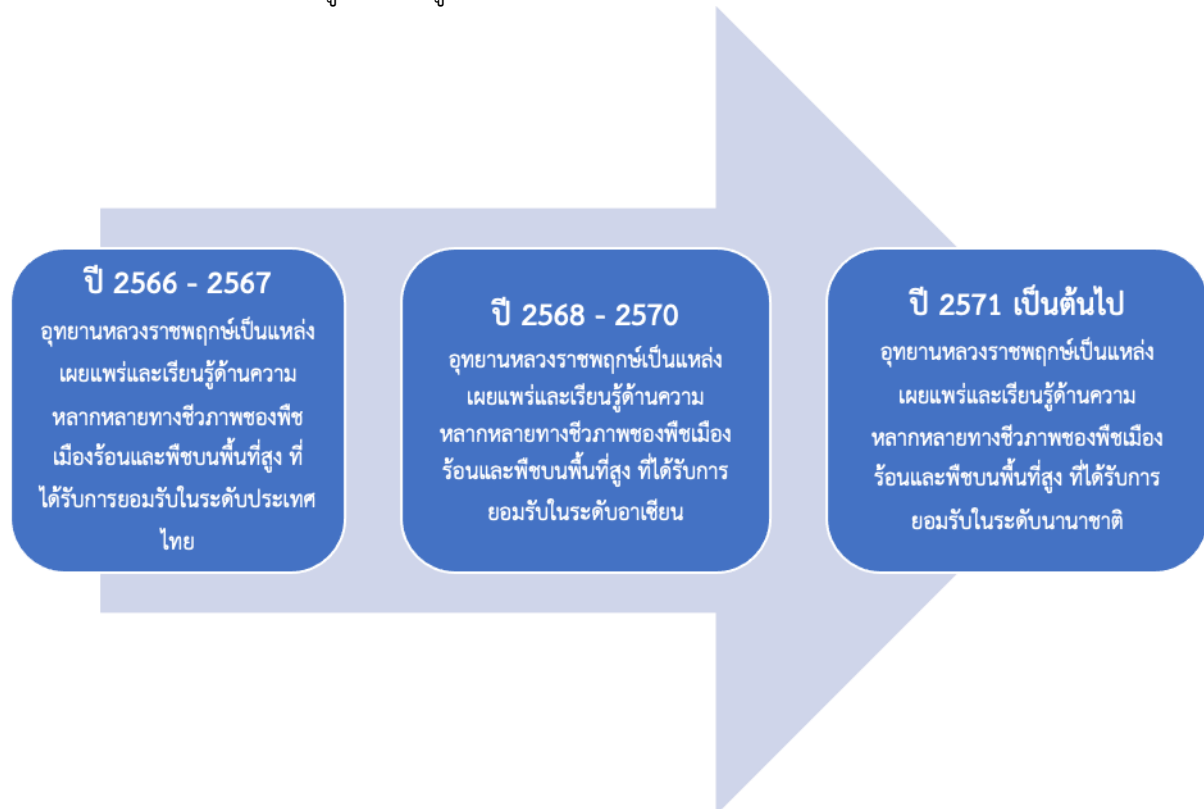 ปี 2566 - 2567
อุทยานหลวงราชพฤกษ์เป็นแหล่ง
เผยแพร่และเรียนรู้ด้านความ
หลากหลายทางชีวภาพของพืช
เมืองร้อนและพืชบนพื้นที่สูง ที่
ได้รับการยอมรับในระดับประเทศ
ไทย
ปี 2568 - 2570
อุทยานหลวงราชพฤกษ์เป็นแหล่ง
เผยแพร่และเรียนรู้ด้านความ
หลากหลายทางชีวภาพของพืชเมือง
ร้อนและพืชบนพื้นที่สูง ที่ได้รับการ
ยอมรับในระดับอาเซียน
ปี 2571 เป็นต้นไป
อุทยานหลวงราชพฤกษ์เป็นแหล่ง
เผยแพร่และเรียนรู้ด้านความ
หลากหลายทางชีวภาพของพืชเมือง
ร้อนและพืชบนพื้นที่สูง ที่ได้รับการ
ยอมรับในระดับนานาชาติ